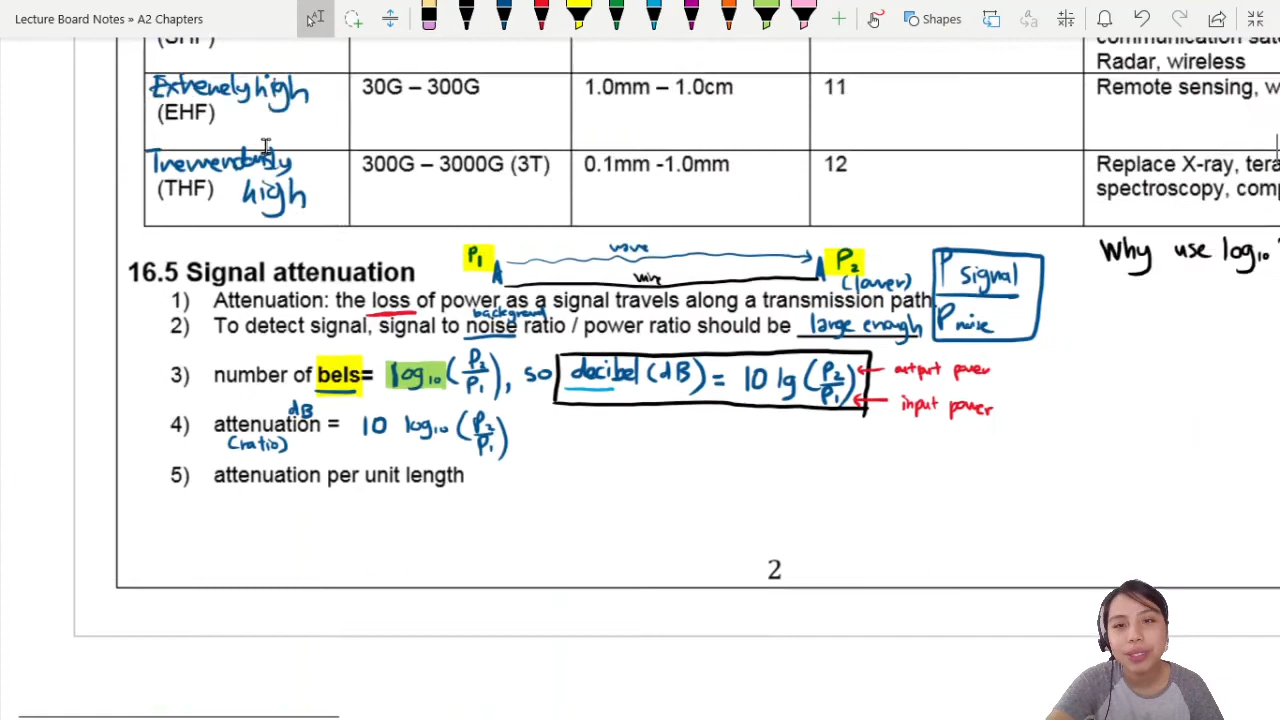 Lecture Board Notes » A2 Chapters
Shapes
(SHF)
communication sate
Radar, wireless
Extremely high
(EHF)
30G – 300G
1.0mm – 1.0cm
11
Remote sensing, w
Tremendously
high
(THF)
300G – 3000G (3T)
0.1mm -1.0mm
12
Replace X-ray, tera
spectroscopy, comp
Why use log10 ?
16.5 Signal attenuation
P1
wave
wire
P2
(lower)
P signal
P noise
1) Attenuation: the loss of power as a signal travels along a transmission path.
background
2) To detect signal, signal to noise ratio / power ratio should be large enough
3) number of bels= log10 (P2/P1), so decibel (dB) = 10 lg (P2/P1)
output power
input power
dB
4) attenuation = 10 log10 (P2/P1)
(ratio)
5) attenuation per unit length
2